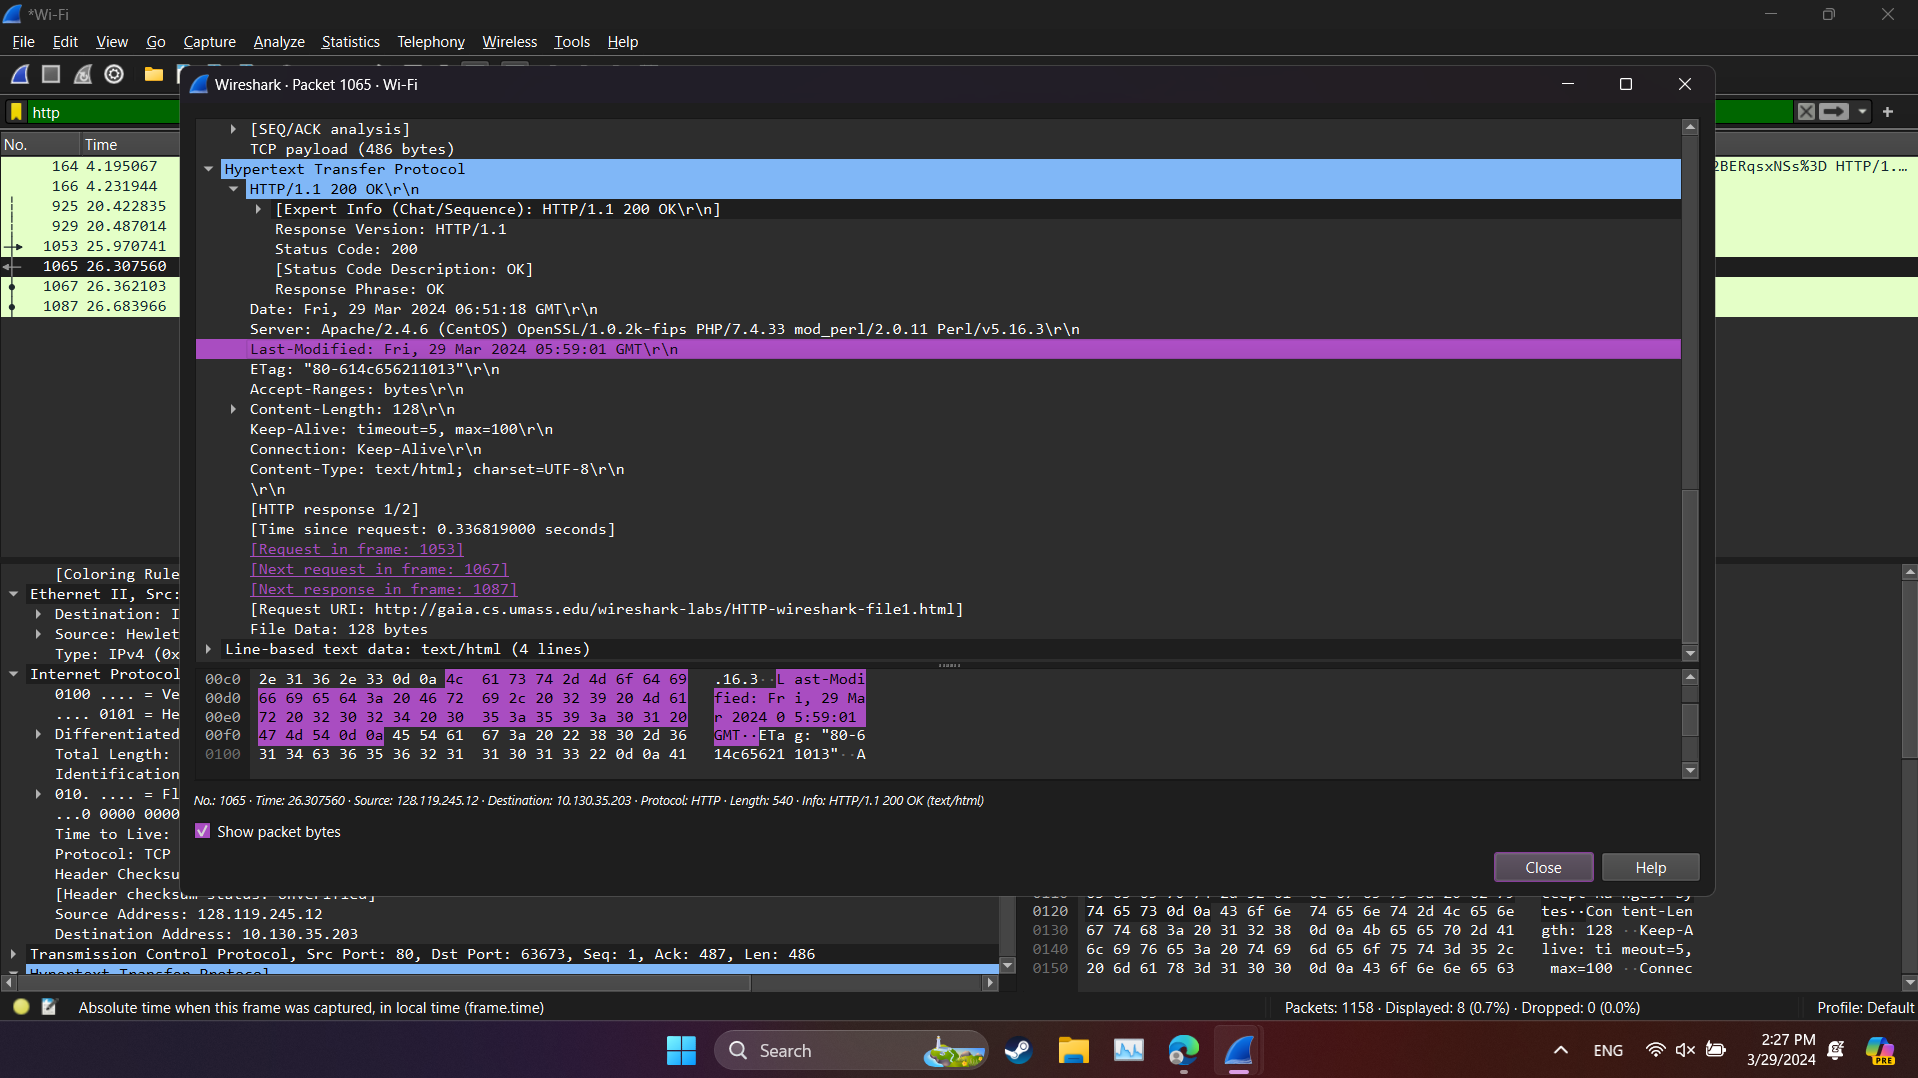 *Wi-Fi
File Edit View Go Capture Analyze Statistics Telephony Wireless Tools Help
http
No. Time
164 4.195067
166 4.231944
925 20.422835
929 20.487014
1053 25.970741
1065 26.307560
1067 26.362103
1087 26.683966
2BERqsxNSs%3D HTTP/1.…
Wireshark · Packet 1065 · Wi-Fi
[SEQ/ACK analysis]
TCP payload (486 bytes)
Hypertext Transfer Protocol
HTTP/1.1 200 OK\r\n
[Expert Info (Chat/Sequence): HTTP/1.1 200 OK\r\n]
Response Version: HTTP/1.1
Status Code: 200
[Status Code Description: OK]
Response Phrase: OK
Date: Fri, 29 Mar 2024 06:51:18 GMT\r\n
Server: Apache/2.4.6 (CentOS) OpenSSL/1.0.2k-fips PHP/7.4.33 mod_perl/2.0.11 Perl/v5.16.3\r\n
Last-Modified: Fri, 29 Mar 2024 05:59:01 GMT\r\n
ETag: "80-614c656211013"\r\n
Accept-Ranges: bytes\r\n
Content-Length: 128\r\n
Keep-Alive: timeout=5, max=100\r\n
Connection: Keep-Alive\r\n
Content-Type: text/html; charset=UTF-8\r\n
\r\n
[HTTP response 1/2]
[Time since request: 0.336819000 seconds]
[Request in frame: 1053]
[Next request in frame: 1067]
[Next response in frame: 1087]
[Request URI: http://gaia.cs.umass.edu/wireshark-labs/HTTP-wireshark-file1.html]
File Data: 128 bytes
Line-based text data: text/html (4 lines)
00c0 2e 31 36 2e 33 0d 0a 4c 61 73 74 2d 4d 6f 64 69 .16.3··L ast-Modi
00d0 66 69 65 64 3a 20 46 72 69 2c 20 32 39 20 4d 61 fied: Fr i, 29 Ma
00e0 72 20 32 30 32 34 20 30 35 3a 35 39 3a 30 31 20 r 2024 0 5:59:01
00f0 47 4d 54 0d 0a 45 54 61 67 3a 20 22 38 30 2d 36 GMT··ETa g: "80-6
0100 31 34 63 36 35 36 32 31 31 30 31 33 22 0d 0a 41 14c65621 1013"··A
No.: 1065 · Time: 26.307560 · Source: 128.119.245.12 · Destination: 10.130.35.203 · Protocol: HTTP · Length: 540 · Info: HTTP/1.1 200 OK (text/html)
Show packet bytes
Close Help
[Coloring Rule
Ethernet II, Src:
Destination: I
Source: Hewlet
Type: IPv4 (0x
Internet Protocol
0100 .... = Ve
.... 0101 = He
Differentiated
Total Length:
Identification
010. .... = Fl
...0 0000 0000
Time to Live:
Protocol: TCP
Header Checksu
[Header checksum status: Unverified]
Source Address: 128.119.245.12
Destination Address: 10.130.35.203
Transmission Control Protocol, Src Port: 80, Dst Port: 63673, Seq: 1, Ack: 487, Len: 486
Hypertext Transfer Protocol
0120 74 65 73 0d 0a 43 6f 6e 74 65 6e 74 2d 4c 65 6e tes··Con tent-Len
0130 67 74 68 3a 20 31 32 38 0d 0a 4b 65 65 70 2d 41 gth: 128 ··Keep-A
0140 6c 69 76 65 3a 20 74 69 6d 65 6f 75 74 3d 35 2c live: ti meout=5,
0150 20 6d 61 78 3d 31 30 30 0d 0a 43 6f 6e 6e 65 63 max=100 ··Connec
Absolute time when this frame was captured, in local time (frame.time)
Packets: 1158 · Displayed: 8 (0.7%) · Dropped: 0 (0.0%)
Profile: Default
Search
ENG
2:27 PM
3/29/2024
PRE